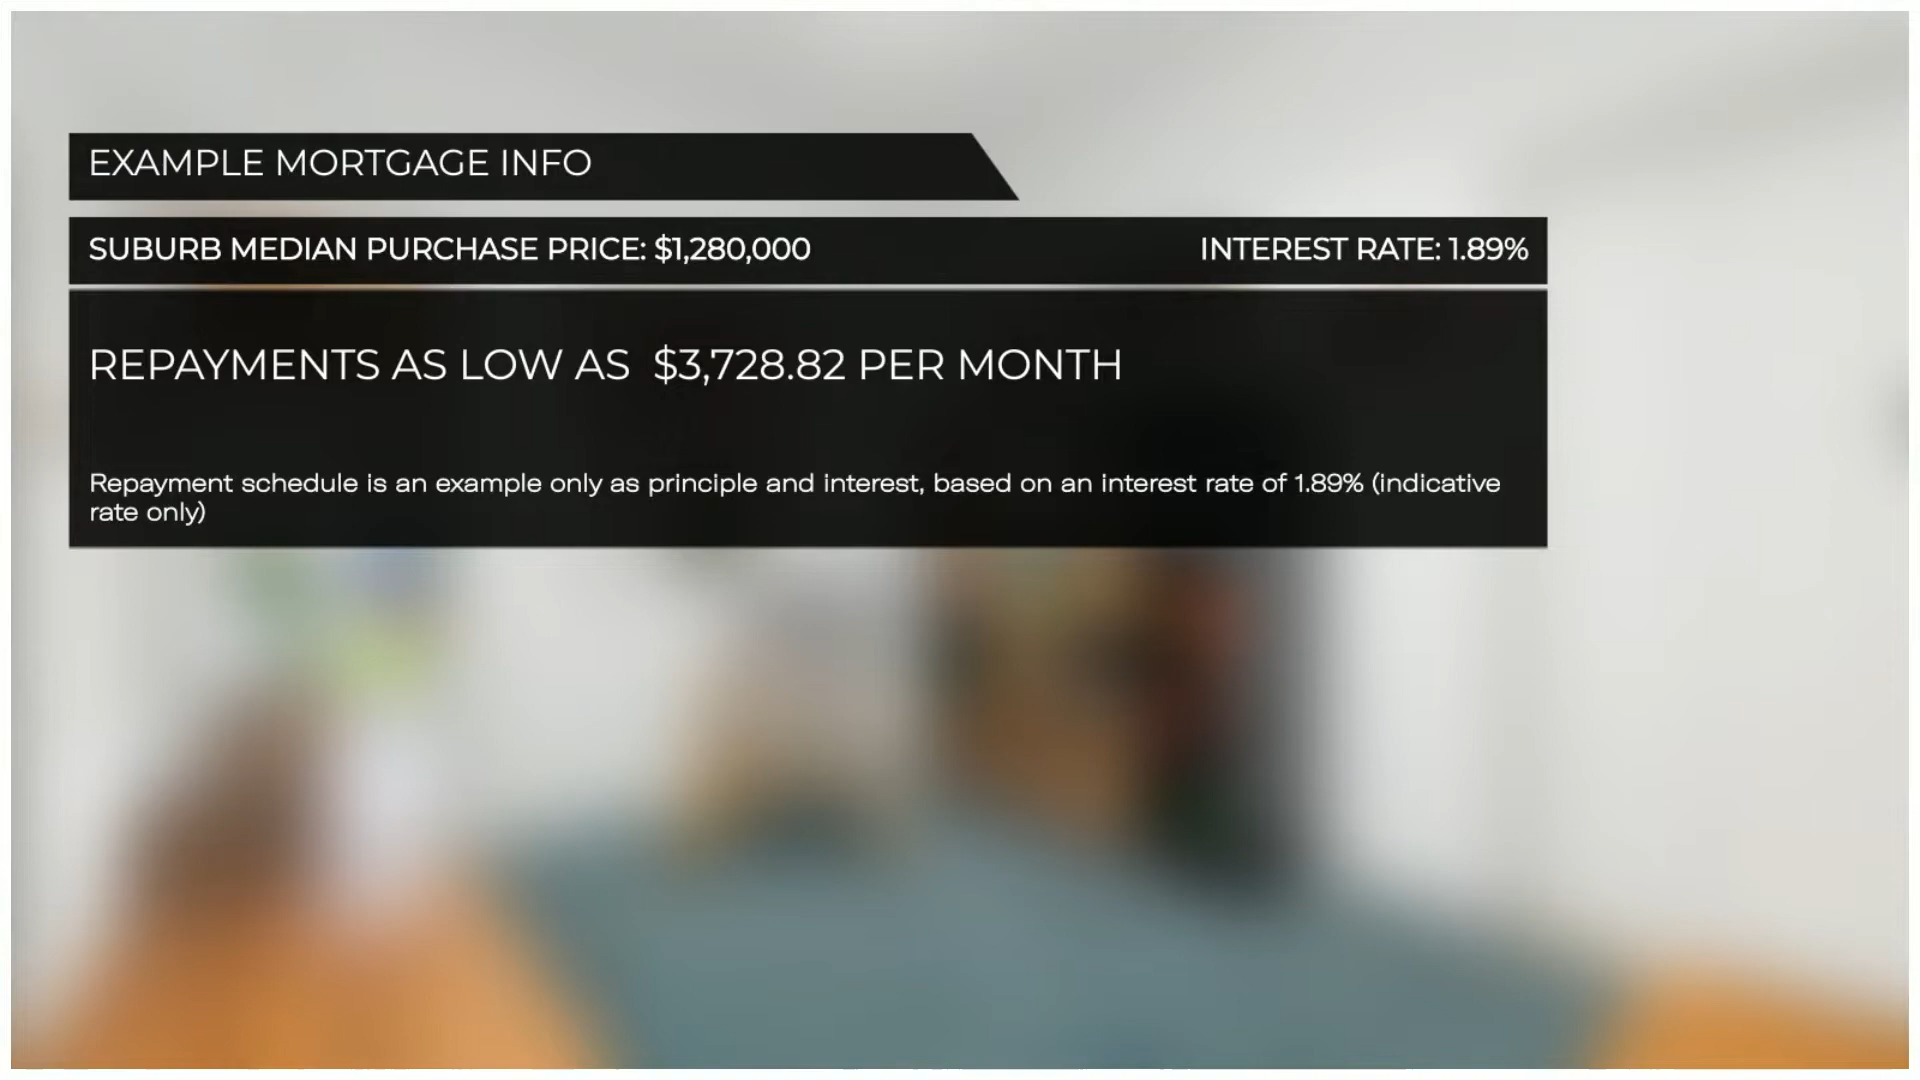 EXAMPLE MORTGAGE INFO
SUBURB MEDIAN PURCHASE PRICE: $1,280,000 INTEREST RATE: 1.89%
REPAYMENTS AS LOW AS $3,728.82 PER MONTH
Repayment schedule is an example only as principle and interest, based on an interest rate of 1.89% (indicative
rate only)